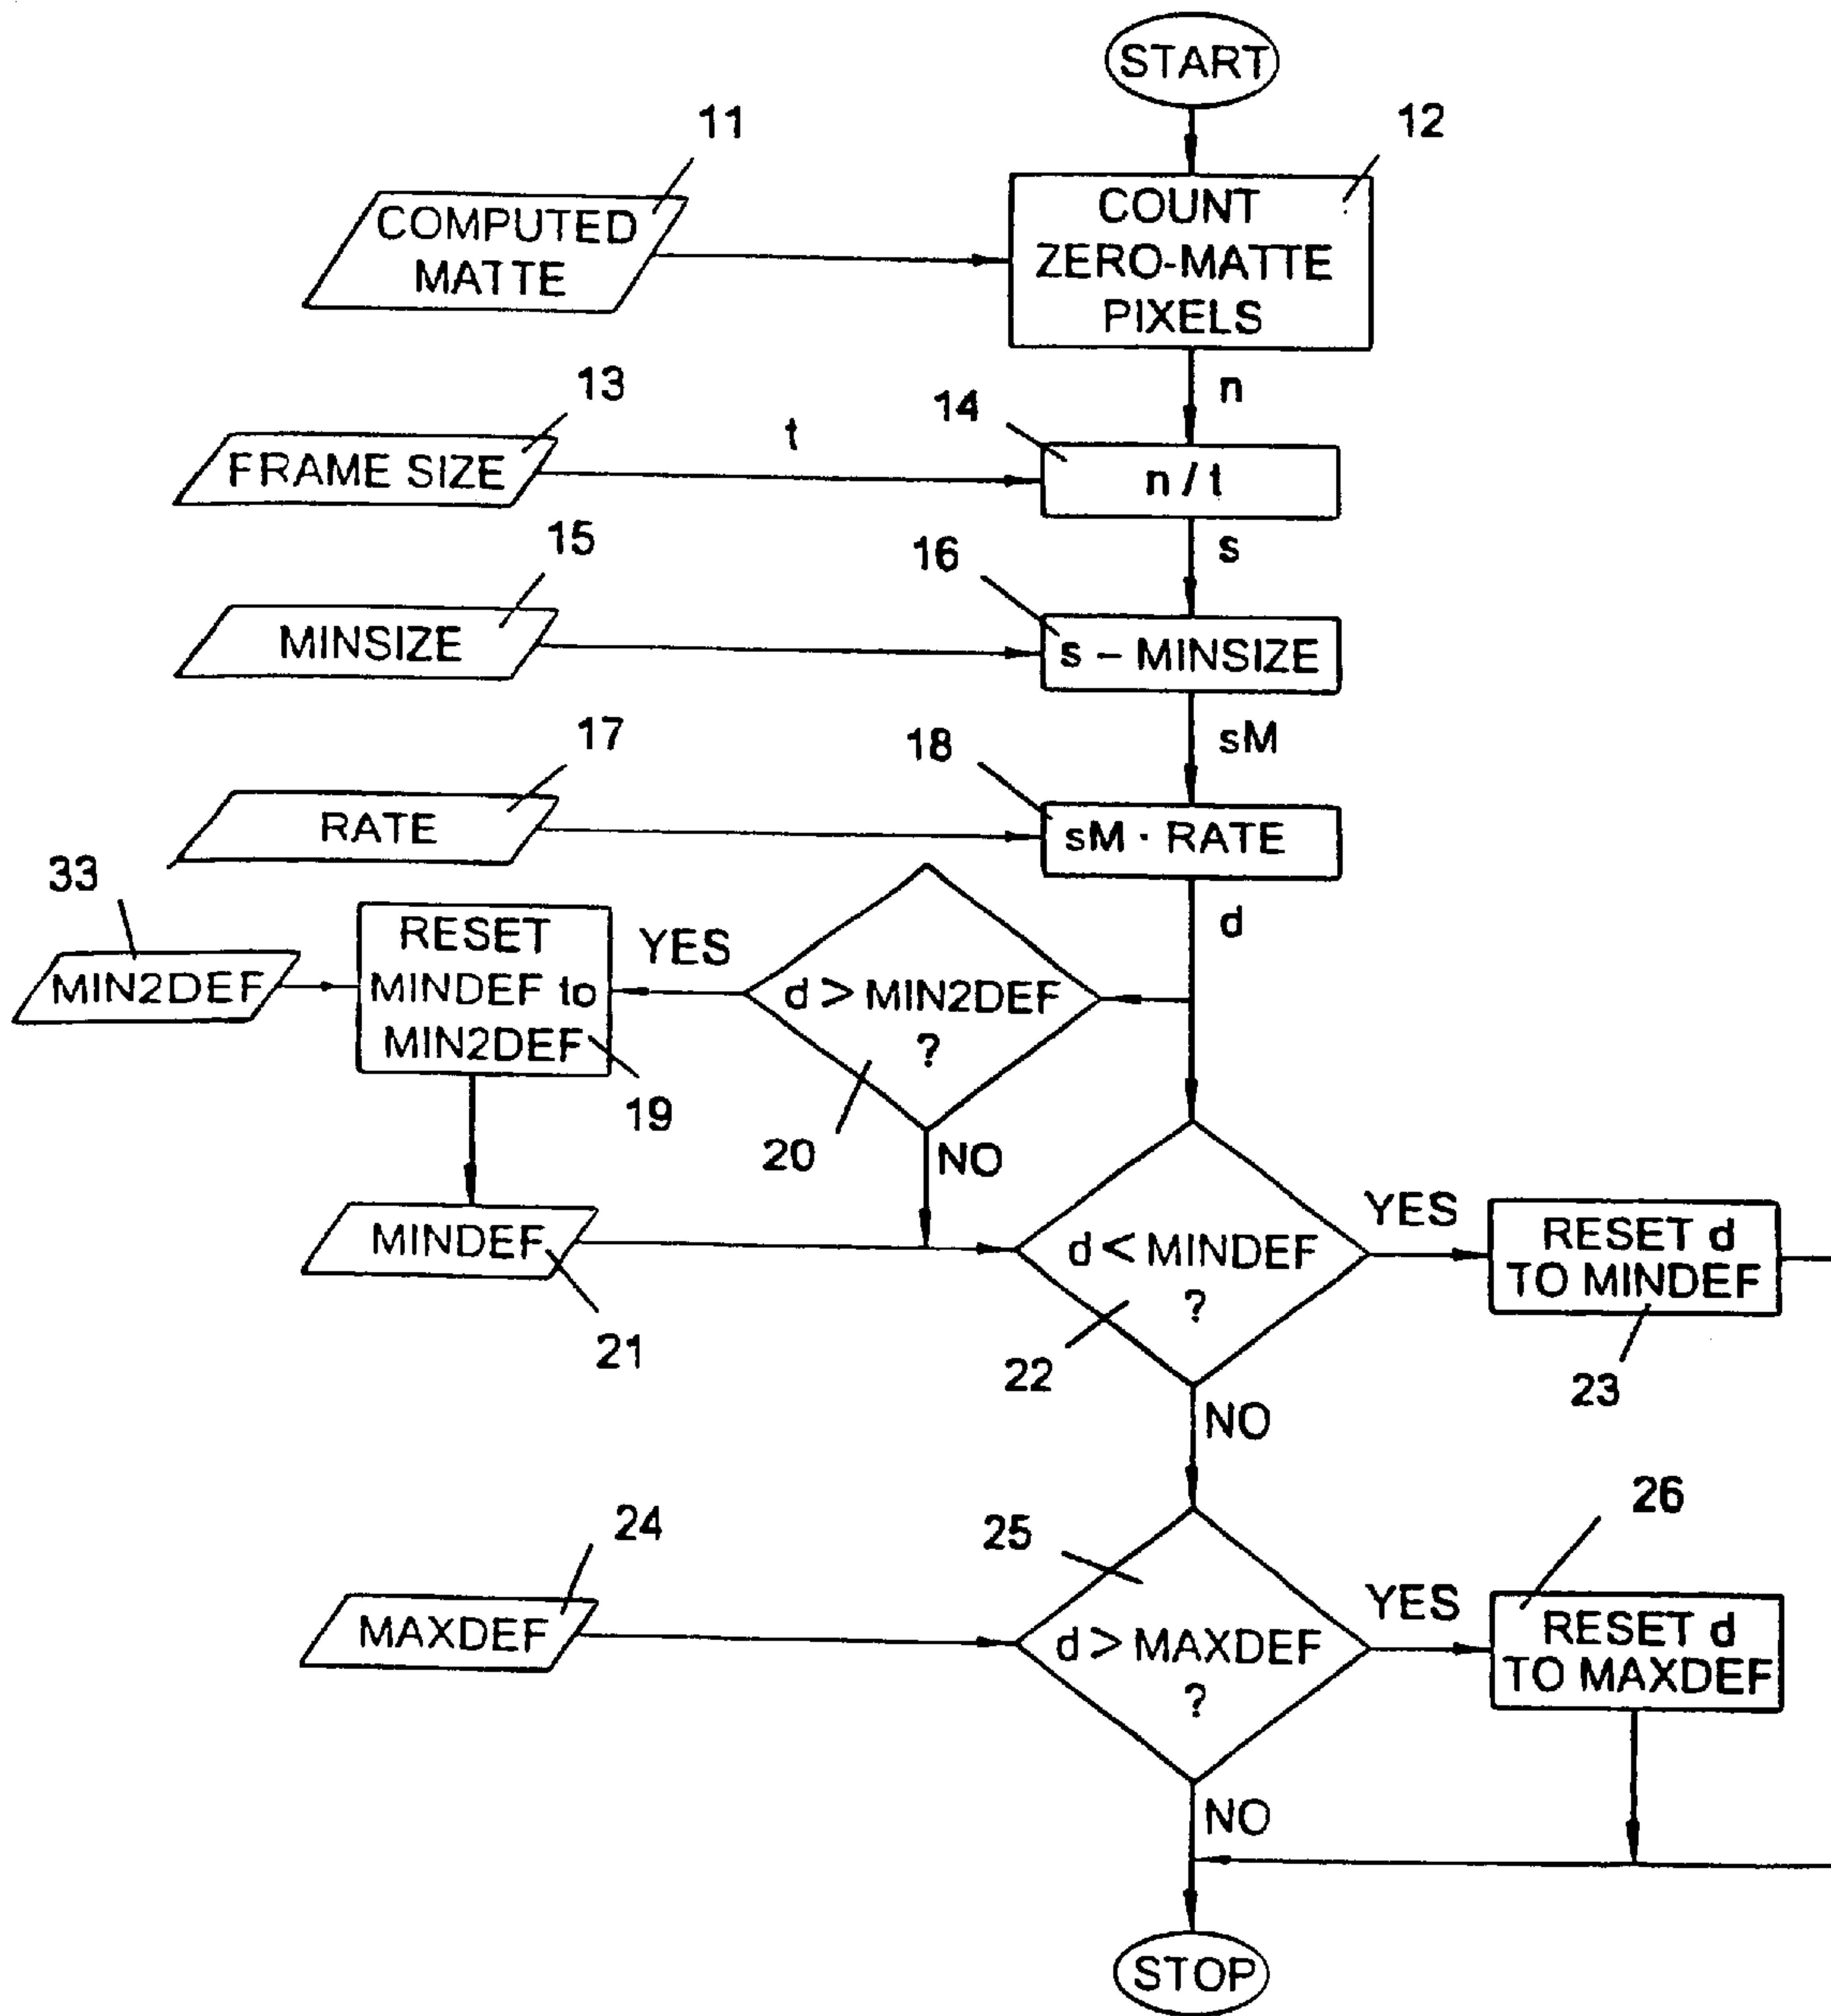 START
11
12
COMPUTED
MATTE
COUNT
ZERO-MATTE
PIXELS
n
13
t
14
FRAME SIZE
n / t
s
15
16
MINSIZE
s – MINSIZE
sM
17
18
RATE
sM · RATE
d
33
MIN2DEF
RESET
MINDEF to
MIN2DEF
YES
d > MIN2DEF
?
19
20
NO
MINDEF
21
d < MINDEF
?
22
YES
RESET d
TO MINDEF
23
NO
24
25
26
MAXDEF
d > MAXDEF
?
YES
RESET d
TO MAXDEF
NO
STOP